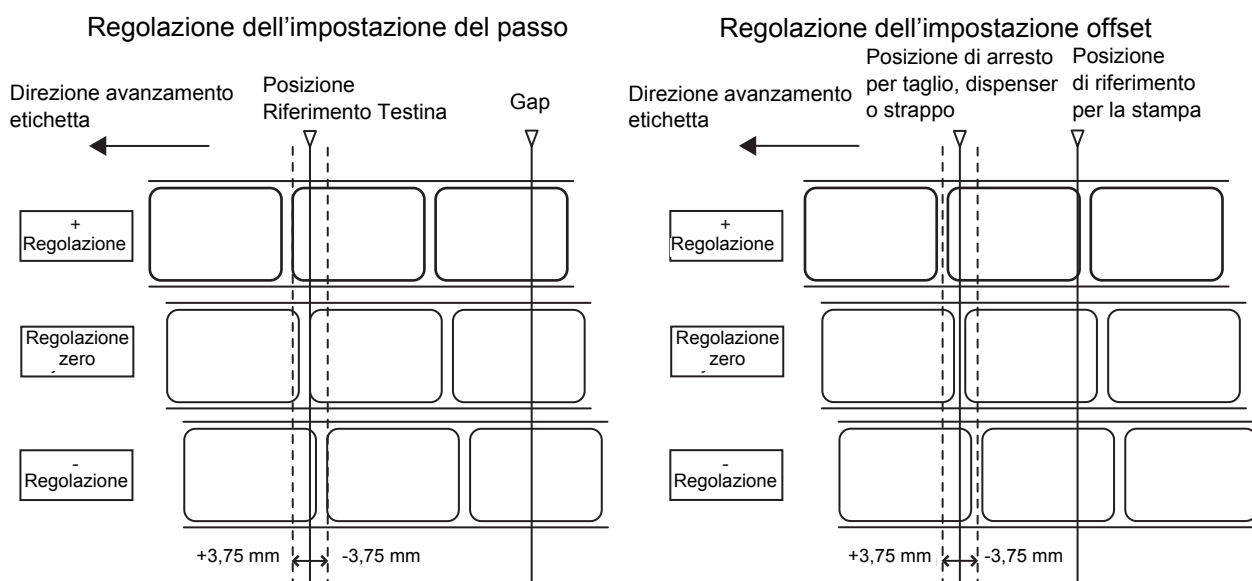 Regolazione dell'impostazione del passo
Direzione avanzamento
etichetta
Posizione
Riferimento Testina
Gap
+
Regolazione
Regolazione
zero
-
Regolazione
+3,75 mm
-3,75 mm
Regolazione dell'impostazione offset
Direzione avanzamento
etichetta
Posizione di arresto
per taglio, dispenser
o strappo
Posizione
di riferimento
per la stampa
+
Regolazione
Regolazione
zero
-
Regolazione
+3,75 mm
-3,75 mm